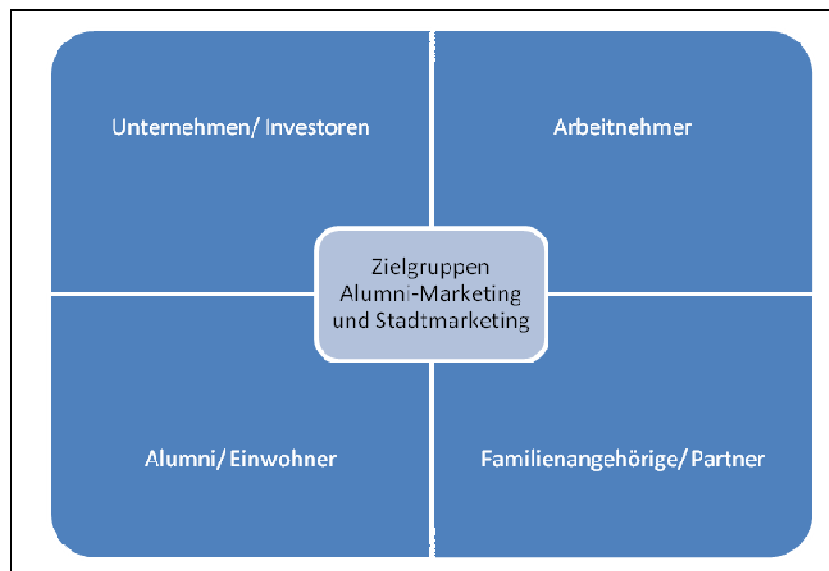 Unternehmen/ Investoren
Arbeitnehmer
Zielgruppen
Alumni-Marketing
und Stadtmarketing
Alumni/ Einwohner
Familienangehörige/ Partner